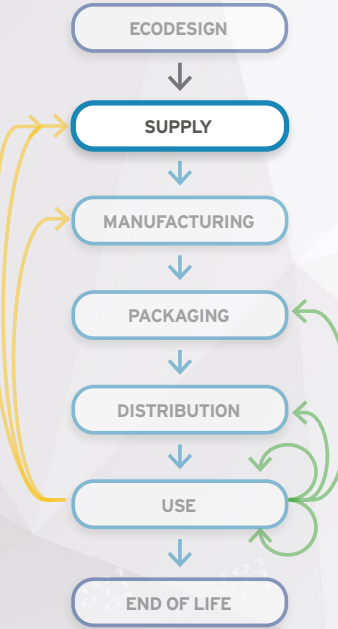 ECODESIGN
SUPPLY
MANUFACTURING
PACKAGING
DISTRIBUTION
USE
END OF LIFE